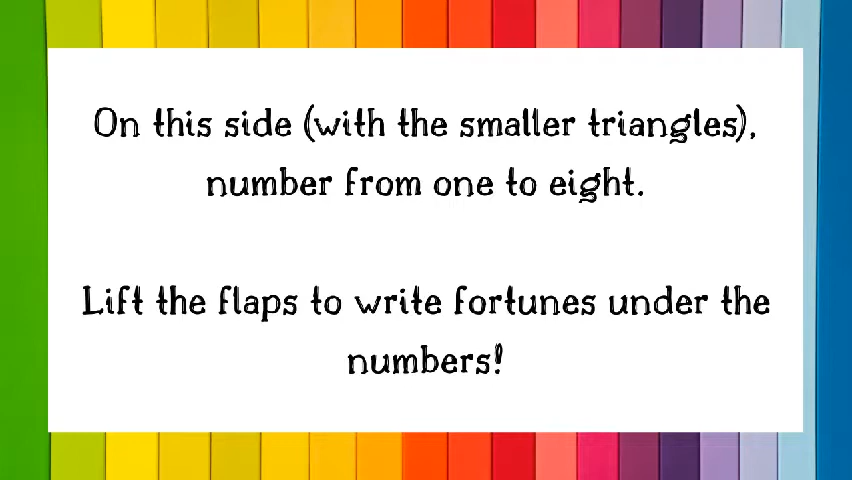 On this side (with the smaller triangles),
number from one to eight.
Lift the flaps to write fortunes under the
numbers!